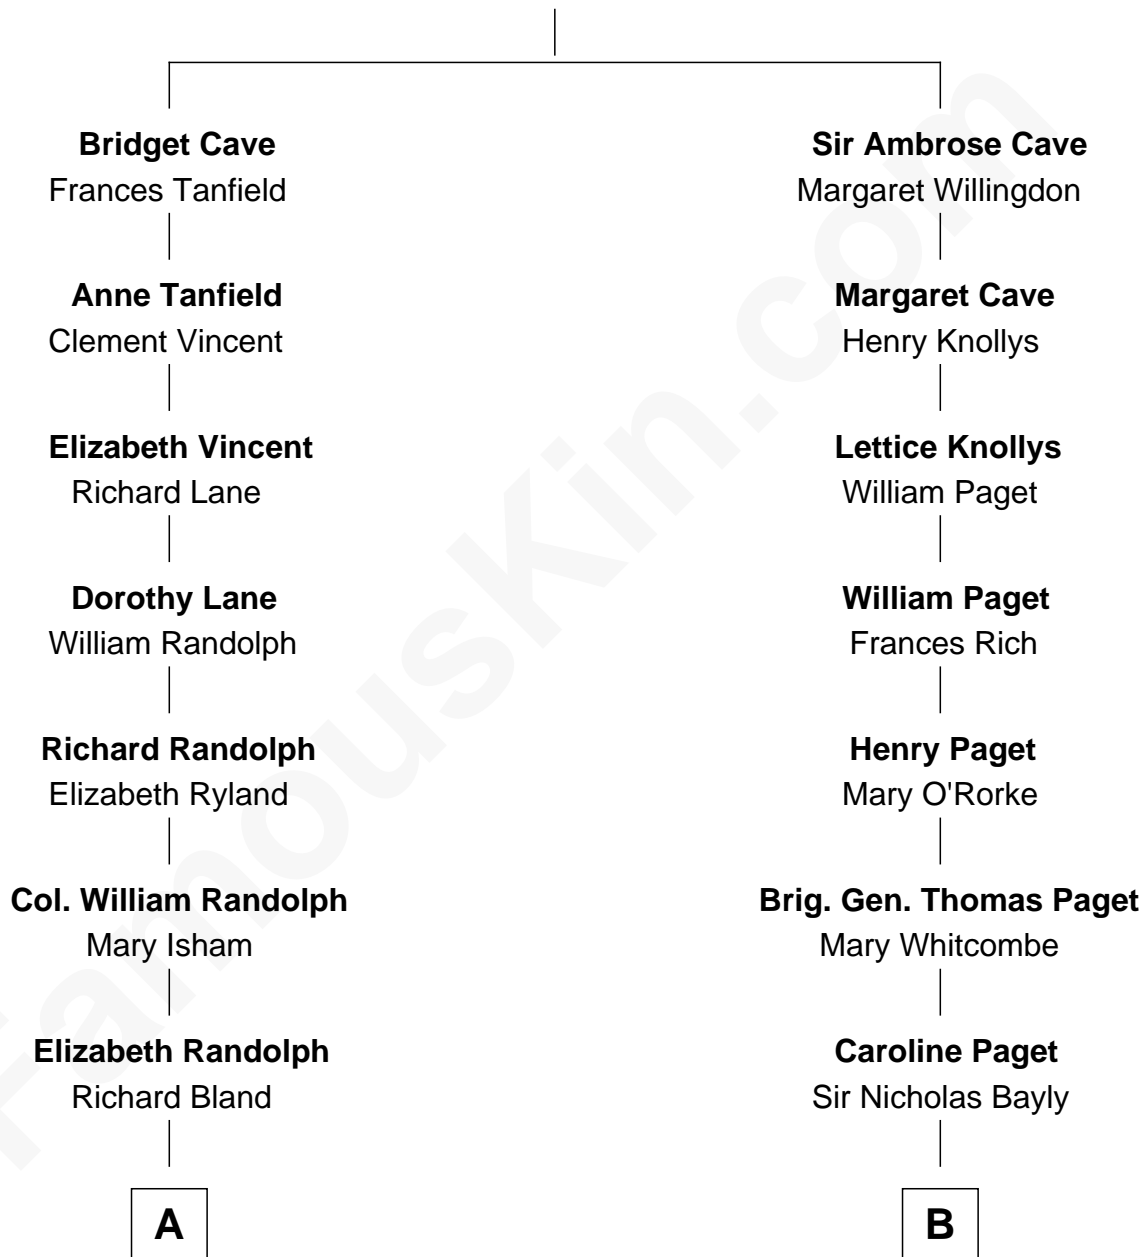 Bridget Cave
Frances Tanfield
Anne Tanfield
Clement Vincent
Elizabeth Vincent
Richard Lane
Dorothy Lane
William Randolph
Richard Randolph
Elizabeth Ryland
Col. William Randolph
Mary Isham
Elizabeth Randolph
Richard Bland
A
Sir Ambrose Cave
Margaret Willingdon
Margaret Cave
Henry Knollys
Lettice Knollys
William Paget
William Paget
Frances Rich
Henry Paget
Mary O'Rorke
Brig. Gen. Thomas Paget
Mary Whitcombe
Caroline Paget
Sir Nicholas Bayly
B
FamousKin.com